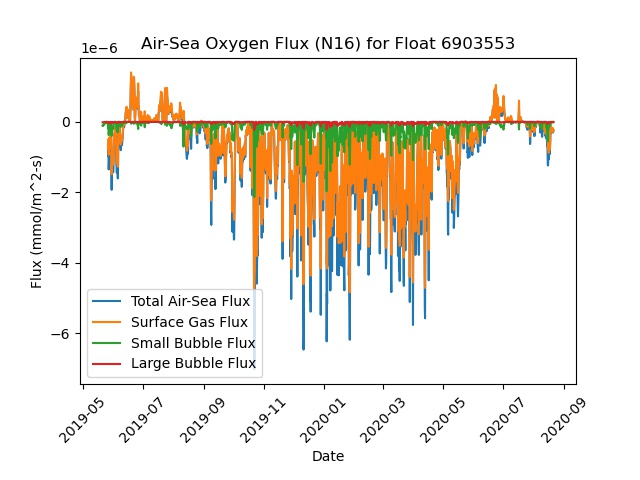 Air-Sea Oxygen Flux (N16) for Float 6903553
1e−6
0
−2
−4
−6
Flux (mmol/m^2-s)
Total Air-Sea Flux
Surface Gas Flux
Small Bubble Flux
Large Bubble Flux
2019-05
2019-07
2019-09
2019-11
2020-01
2020-03
2020-05
2020-07
2020-09
Date